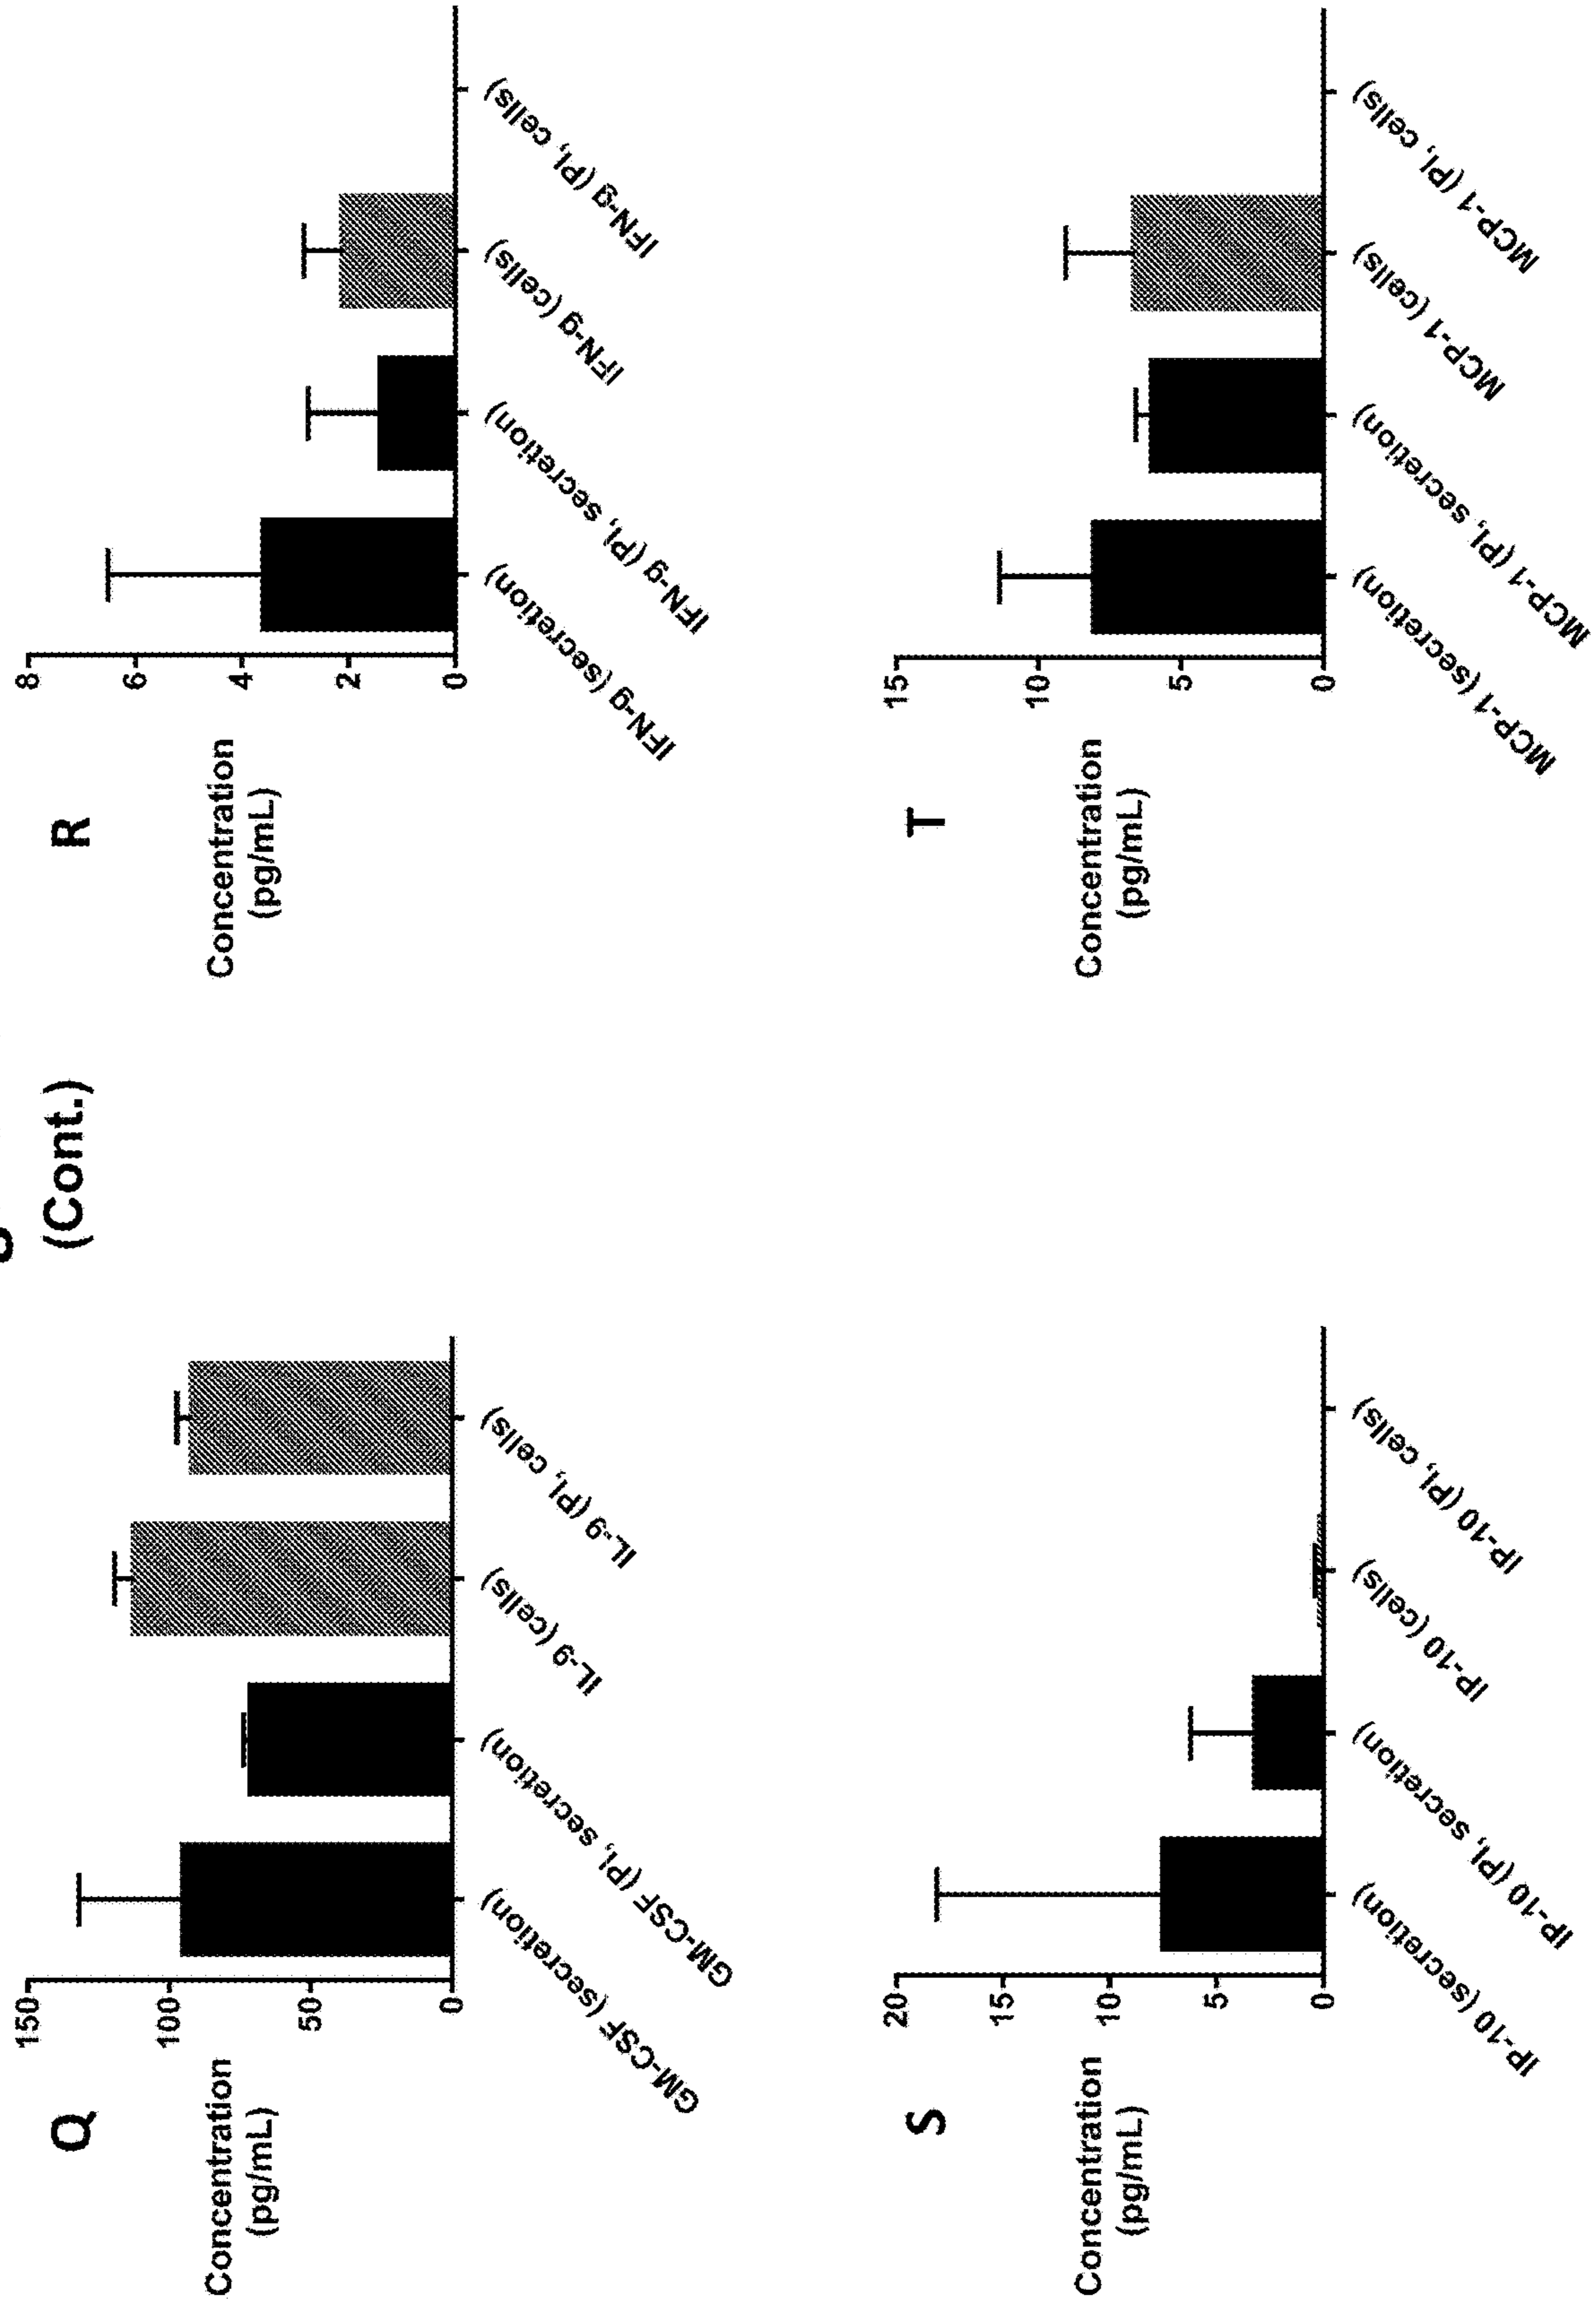 (Cont.)
Q
Concentration
(pg/mL)
150
100
50
0
GM-CSF (secretion)
GM-CSF (PI, secretion)
IL-9 (cells)
IL-9 (PI, cells)
R
Concentration
(pg/mL)
8
6
4
2
0
IFN-g (secretion)
IFN-g (PI, secretion)
IFN-g (cells)
IFN-g (PI, cells)
S
Concentration
(pg/mL)
20
15
10
5
0
IP-10 (secretion)
IP-10 (PI, secretion)
IP-10 (cells)
IP-10 (PI, cells)
T
Concentration
(pg/mL)
15
10
5
0
MCP-1 (secretion)
MCP-1 (PI, secretion)
MCP-1 (cells)
MCP-1 (PI, cells)